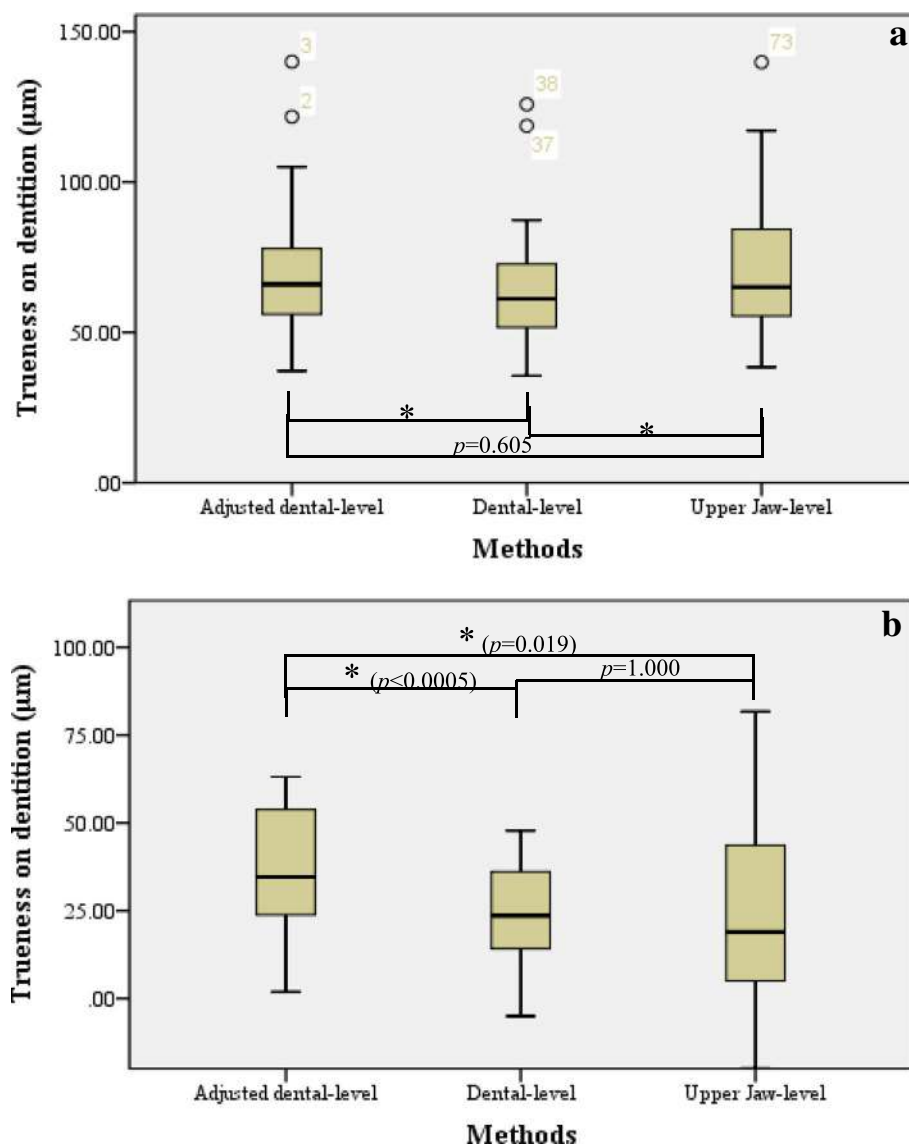 a
150.00
100.00
50.00
.00
Trueness on dentition (µm)
3
2
38
37
73
*
*
p=0.605
Adjusted dental-level Dental-level Upper Jaw-level
Methods
b
100.00
75.00
50.00
25.00
.00
Trueness on dentition (µm)
* (p=0.019)
* (p<0.0005)
p=1.000
Adjusted dental-level Dental-level Upper Jaw-level
Methods